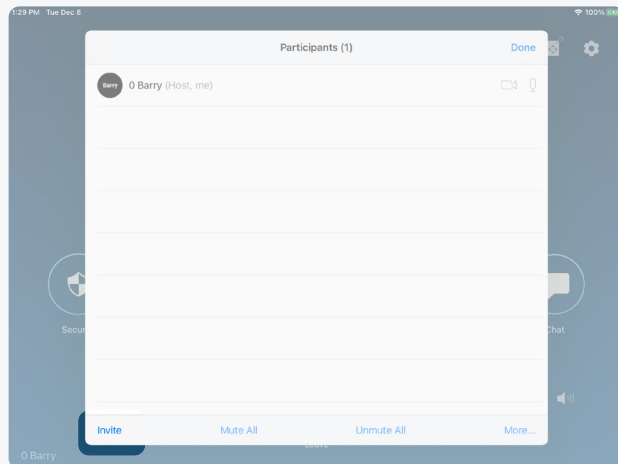 1:29 PM Tue Dec 8
100%
Participants (1)
Done
Barry
0 Barry (Host, me)
Secur
Chat
Invite
Mute All
Unmute All
More...
Leave
0 Barry